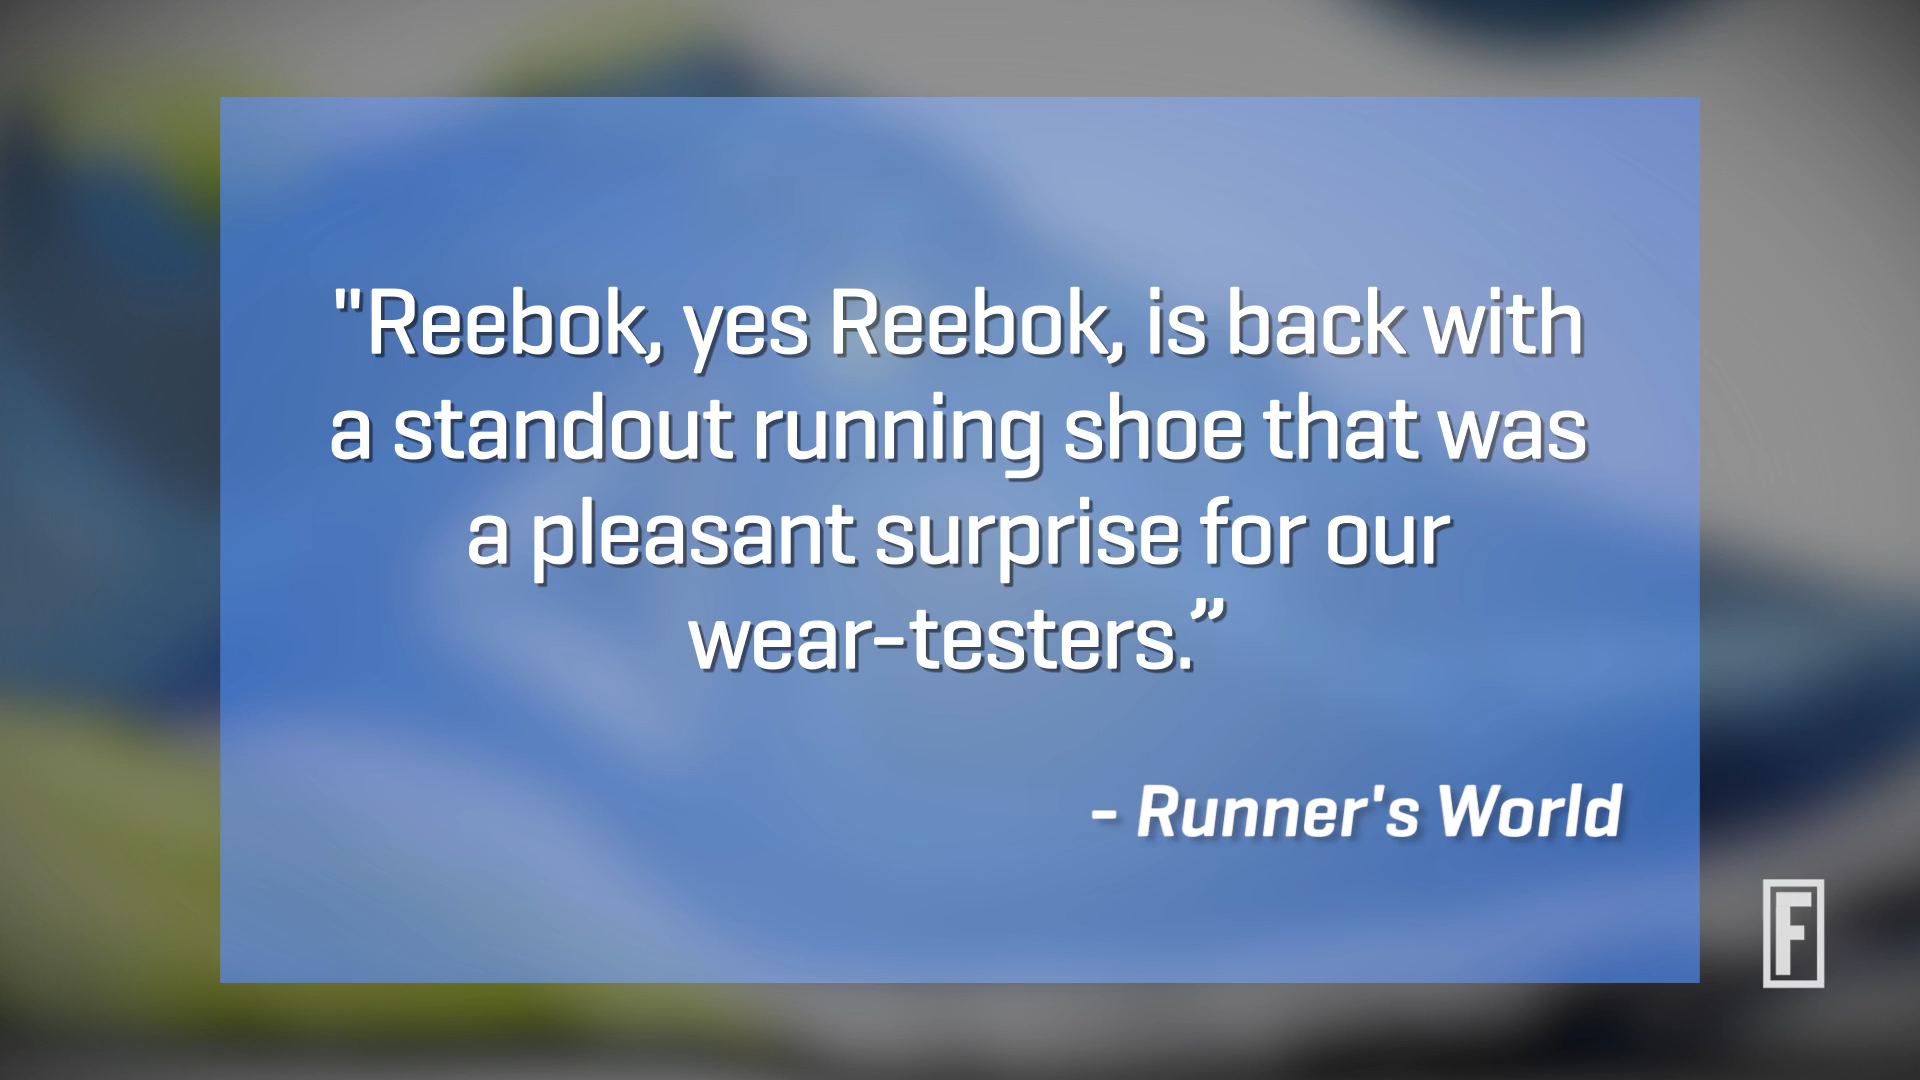 "Reebok, yes Reebok, is back with
a standout running shoe that was
a pleasant surprise for our
wear-testers.”
- Runner's World
F